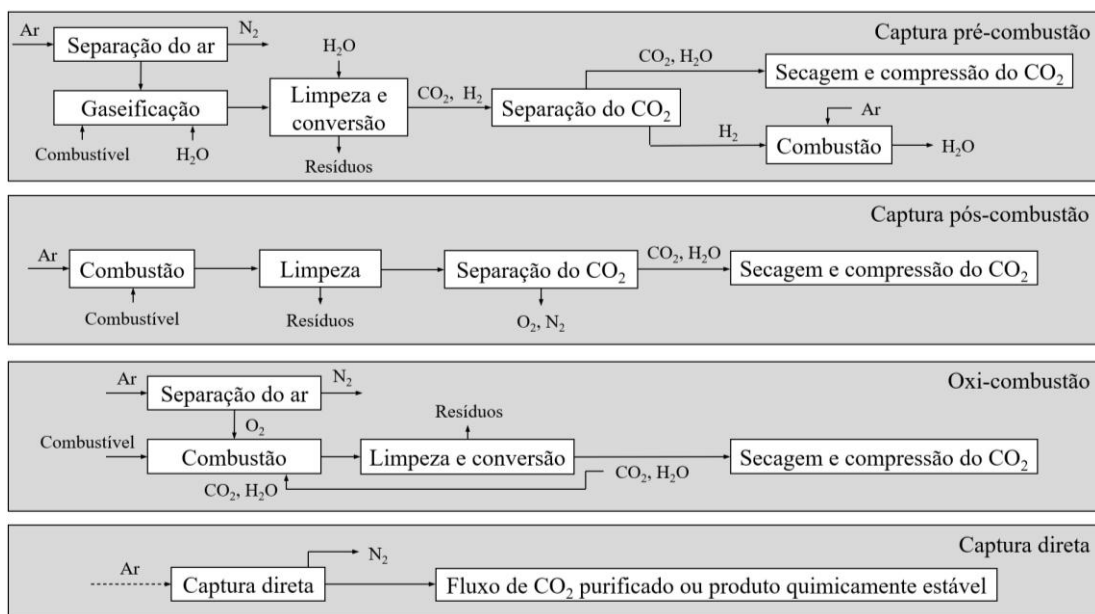 Captura pré-combustão
Ar
Separação do ar
N₂
H₂O
CO₂, H₂O
Secagem e compressão do CO₂
Gaseificação
Limpeza e
conversão
CO₂, H₂
Separação do CO₂
H₂
Ar
Combustão
H₂O
Combustível
H₂O
Resíduos
Captura pós-combustão
Ar
Combustão
Limpeza
Separação do CO₂
CO₂, H₂O
Secagem e compressão do CO₂
Combustível
Resíduos
O₂, N₂
Oxi-combustão
Ar
Separação do ar
N₂
O₂
Resíduos
Combustível
Combustão
Limpeza e conversão
Secagem e compressão do CO₂
CO₂, H₂O
CO₂, H₂O
Captura direta
Ar
N₂
Captura direta
Fluxo de CO₂ purificado ou produto quimicamente estável